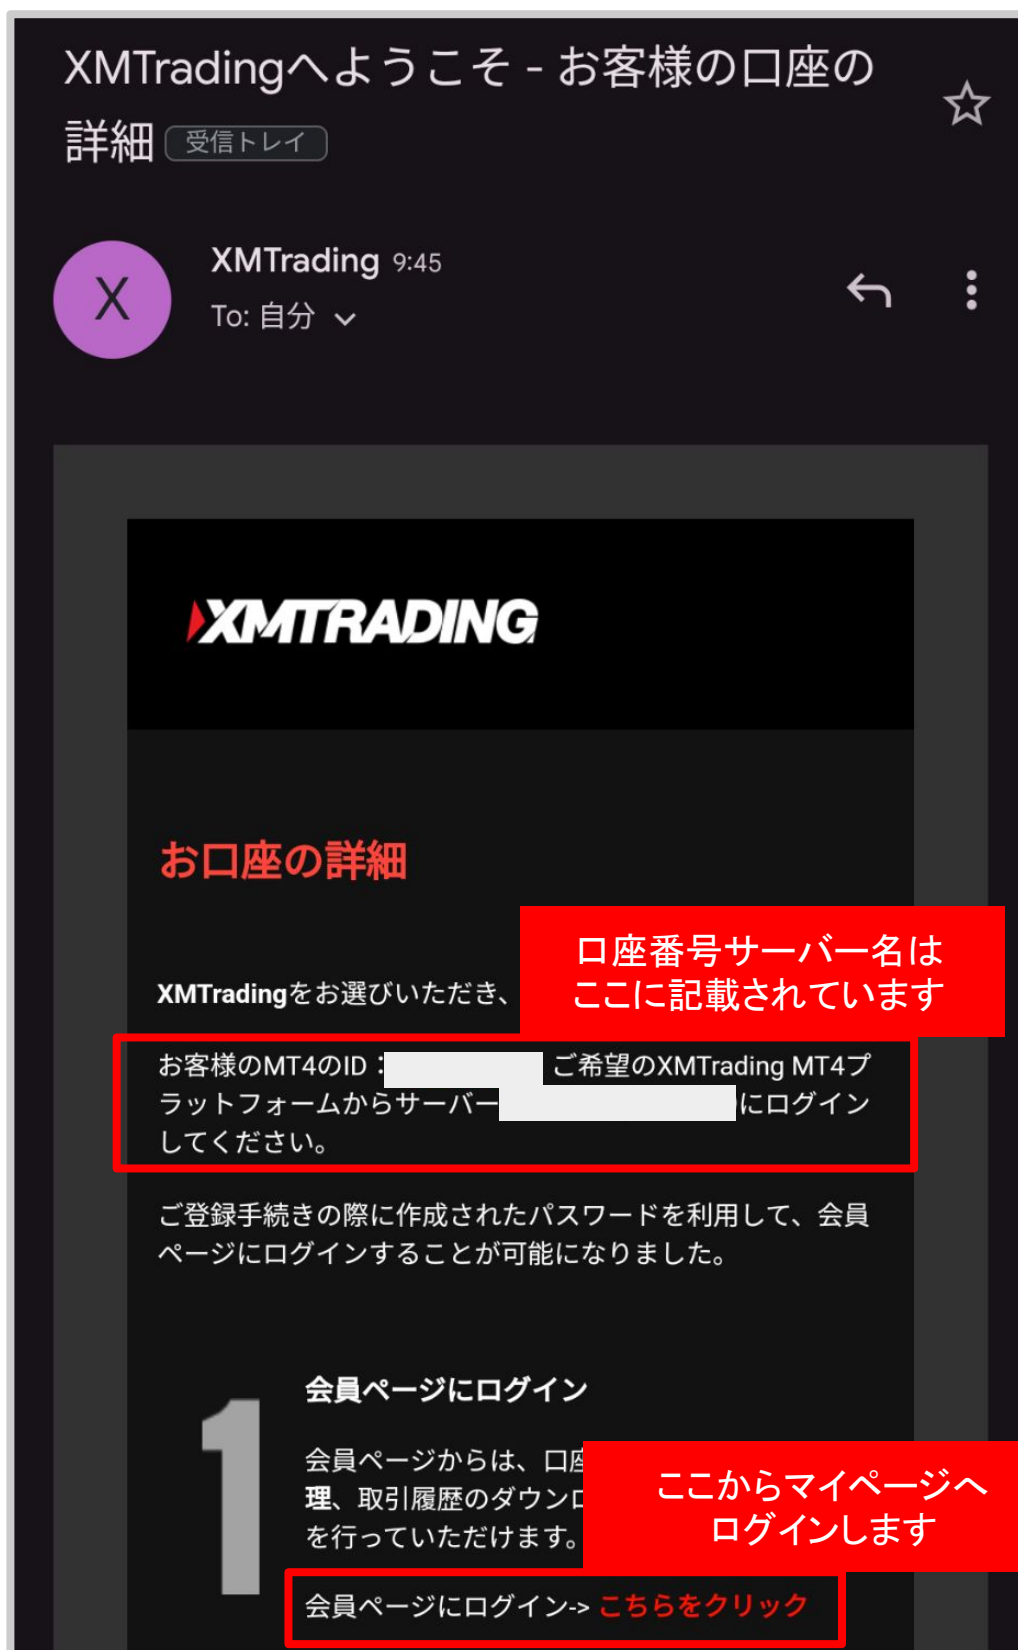 XMTradingへようこそ - お客様の口座の
詳細 受信トレイ
X
XMTrading 9:45
To: 自分
XMTRADING
お口座の詳細
口座番号サーバー名は
ここに記載されています
XMTradingをお選びいただき、
お客様のMT4のID： ご希望のXMTrading MT4プ
ラットフォームからサーバー にログイン
してください。
ご登録手続きの際に作成されたパスワードを利用して、会員
ページにログインすることが可能になりました。
1
会員ページにログイン
会員ページからは、口座
理、取引履歴のダウンロ
を行っていただけます。
ここからマイページへ
ログインします
会員ページにログイン-> こちらをクリック